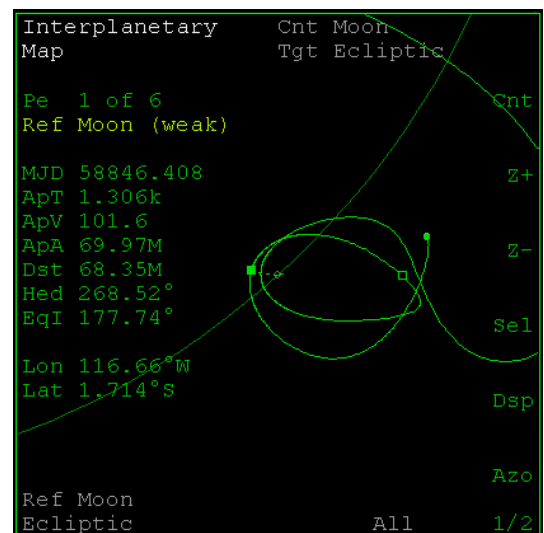 Interplanetary Cnt Moon
Map Tgt Ecliptic
Pe 1 of 6 Cnt
Ref Moon (weak)
MJD 58846.408 Z+
ApT 1.306k
ApV 101.6
ApA 69.97M Z-
Dst 68.35M
Hed 268.52°
EqI 177.74° Sel
Lon 116.66°W
Lat 1.714°S Dsp
Azo
Ref Moon
Ecliptic All 1/2